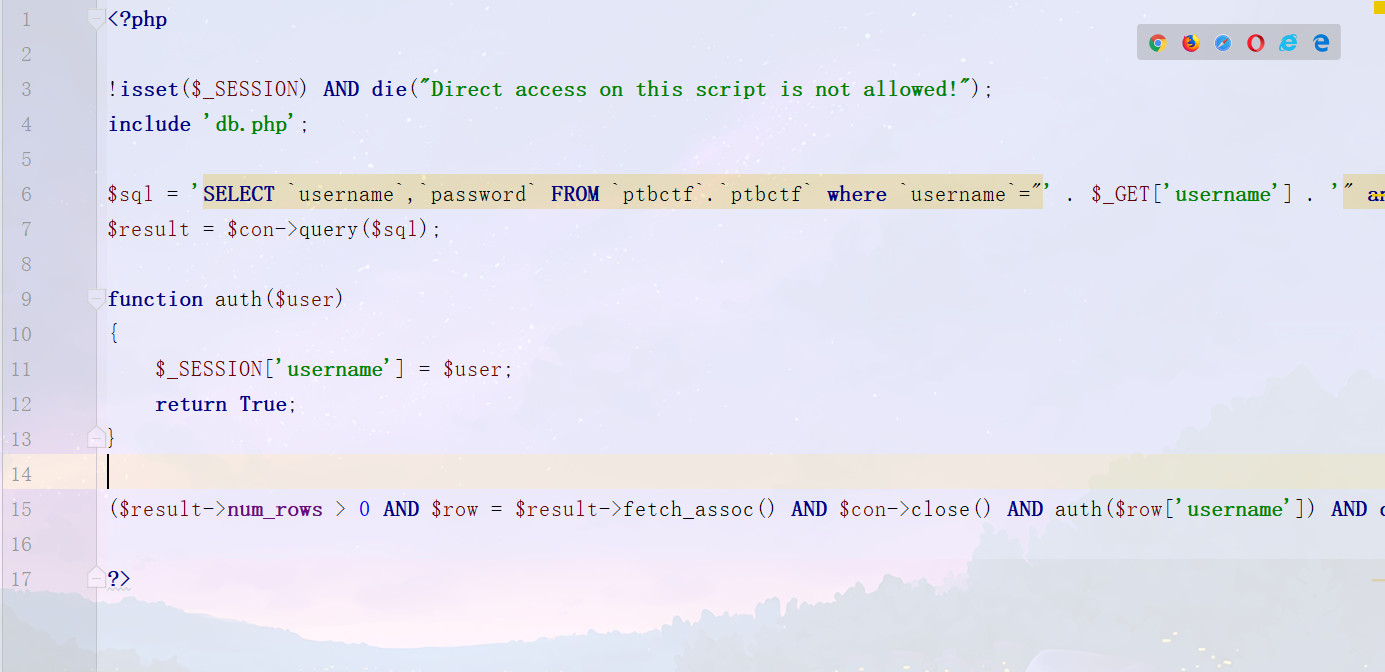 1 <?php
2
3 !isset($_SESSION) AND die("Direct access on this script is not allowed!");
4 include 'db.php';
5
6 $sql = 'SELECT `username`,`password` FROM `ptbctf`.`ptbctf` where `username`="' . $_GET['username'] . '"
7 $result = $con->query($sql);
8
9 function auth($user)
10 {
11 $_SESSION['username'] = $user;
12 return True;
13 }
14
15 ($result->num_rows > 0 AND $row = $result->fetch_assoc() AND $con->close() AND auth($row['username']) AND
16
17 ?>